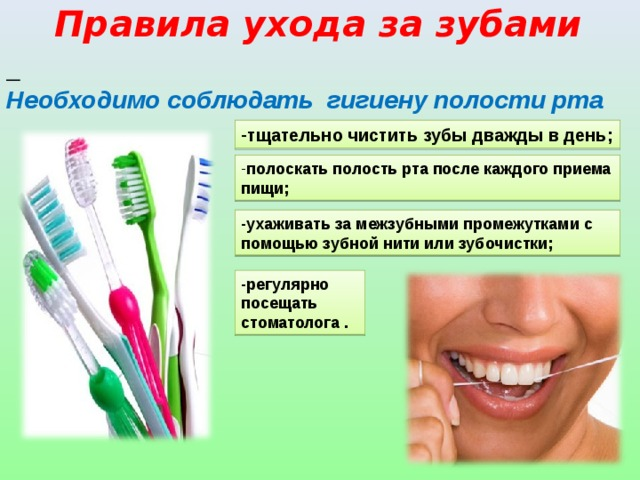 Правила ухода за зубами
Необходимо соблюдать гигиену полости рта
-тщательно чистить зубы дважды в день;
-полоскать полость рта после каждого приема
пищи;
-ухаживать за межзубными промежутками с
помощью зубной нити или зубочистки;
-регулярно
посещать
стоматолога .